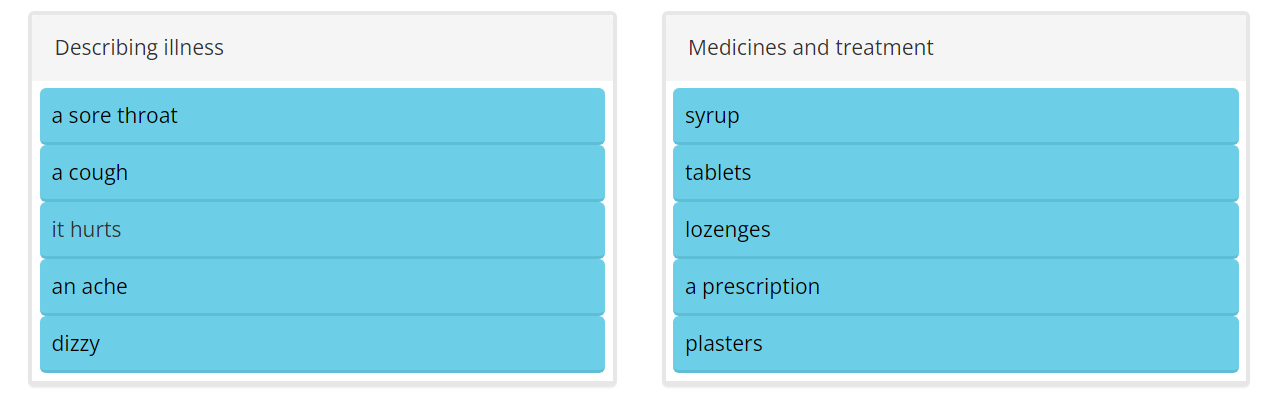 Describing illness
a sore throat
a cough
it hurts
an ache
dizzy
Medicines and treatment
syrup
tablets
lozenges
a prescription
plasters